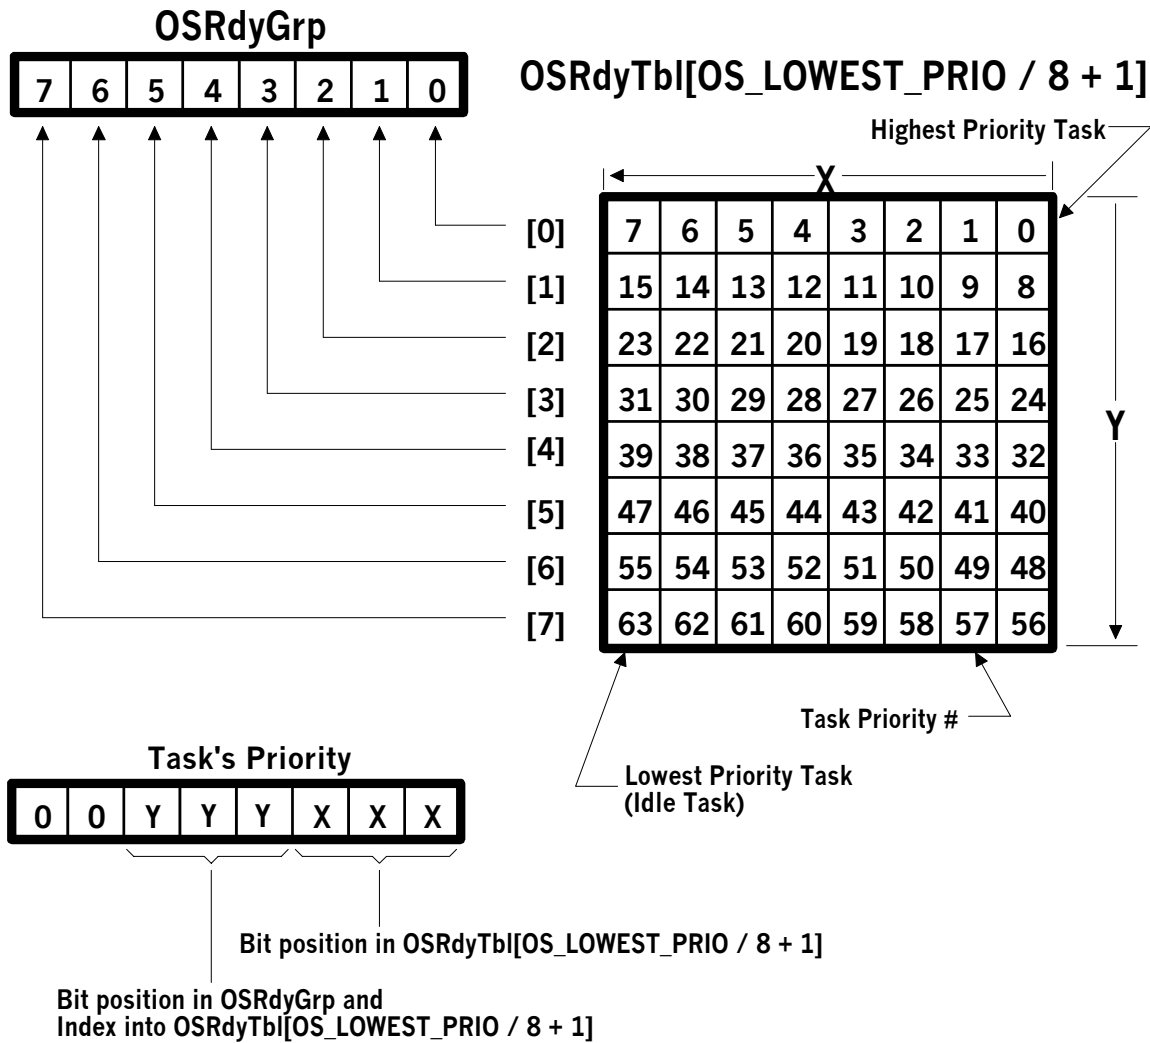 OSRdyGrp
7 6 5 4 3 2 1 0
OSRdyTbl[OS_LOWEST_PRIO / 8 + 1]
Highest Priority Task
X
[0] 7 6 5 4 3 2 1 0
[1] 15 14 13 12 11 10 9 8
[2] 23 22 21 20 19 18 17 16
[3] 31 30 29 28 27 26 25 24
Y
[4] 39 38 37 36 35 34 33 32
[5] 47 46 45 44 43 42 41 40
[6] 55 54 53 52 51 50 49 48
[7] 63 62 61 60 59 58 57 56
Task Priority #
Lowest Priority Task
(Idle Task)
Task's Priority
0 0 Y Y Y X X X
Bit position in OSRdyTbl[OS_LOWEST_PRIO / 8 + 1]
Bit position in OSRdyGrp and
Index into OSRdyTbl[OS_LOWEST_PRIO / 8 + 1]